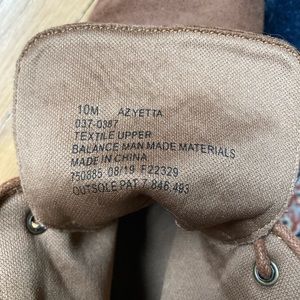 10M AZYETTA
037-0387
TEXTILE UPPER
BALANCE MAN MADE MATERIALS
MADE IN CHINA
750885 08/19 F22329
OUTSOLE PAT 7,846,493